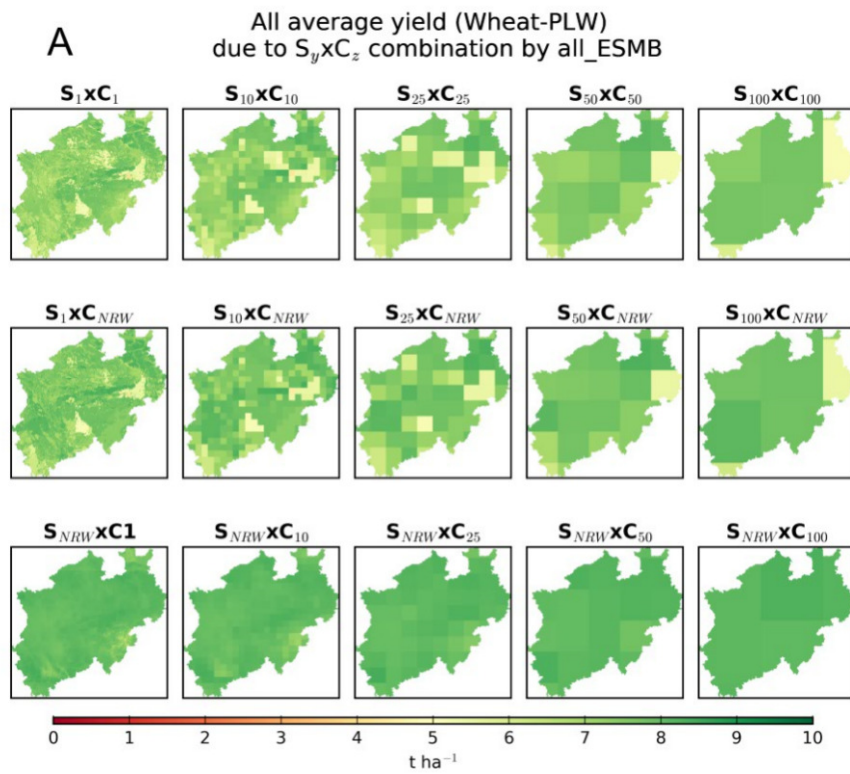 A
All average yield (Wheat-PLW)
due to SyxCz combination by all_ESMB
S1xC1 S10xC10 S25xC25 S50xC50 S100xC100
S1xCNRW S10xCNRW S25xCNRW S50xCNRW S100xCNRW
SNRWxC1 SNRWxC10 SNRWxC25 SNRWxC50 SNRWxC100
0 1 2 3 4 5 6 7 8 9 10
t ha⁻¹